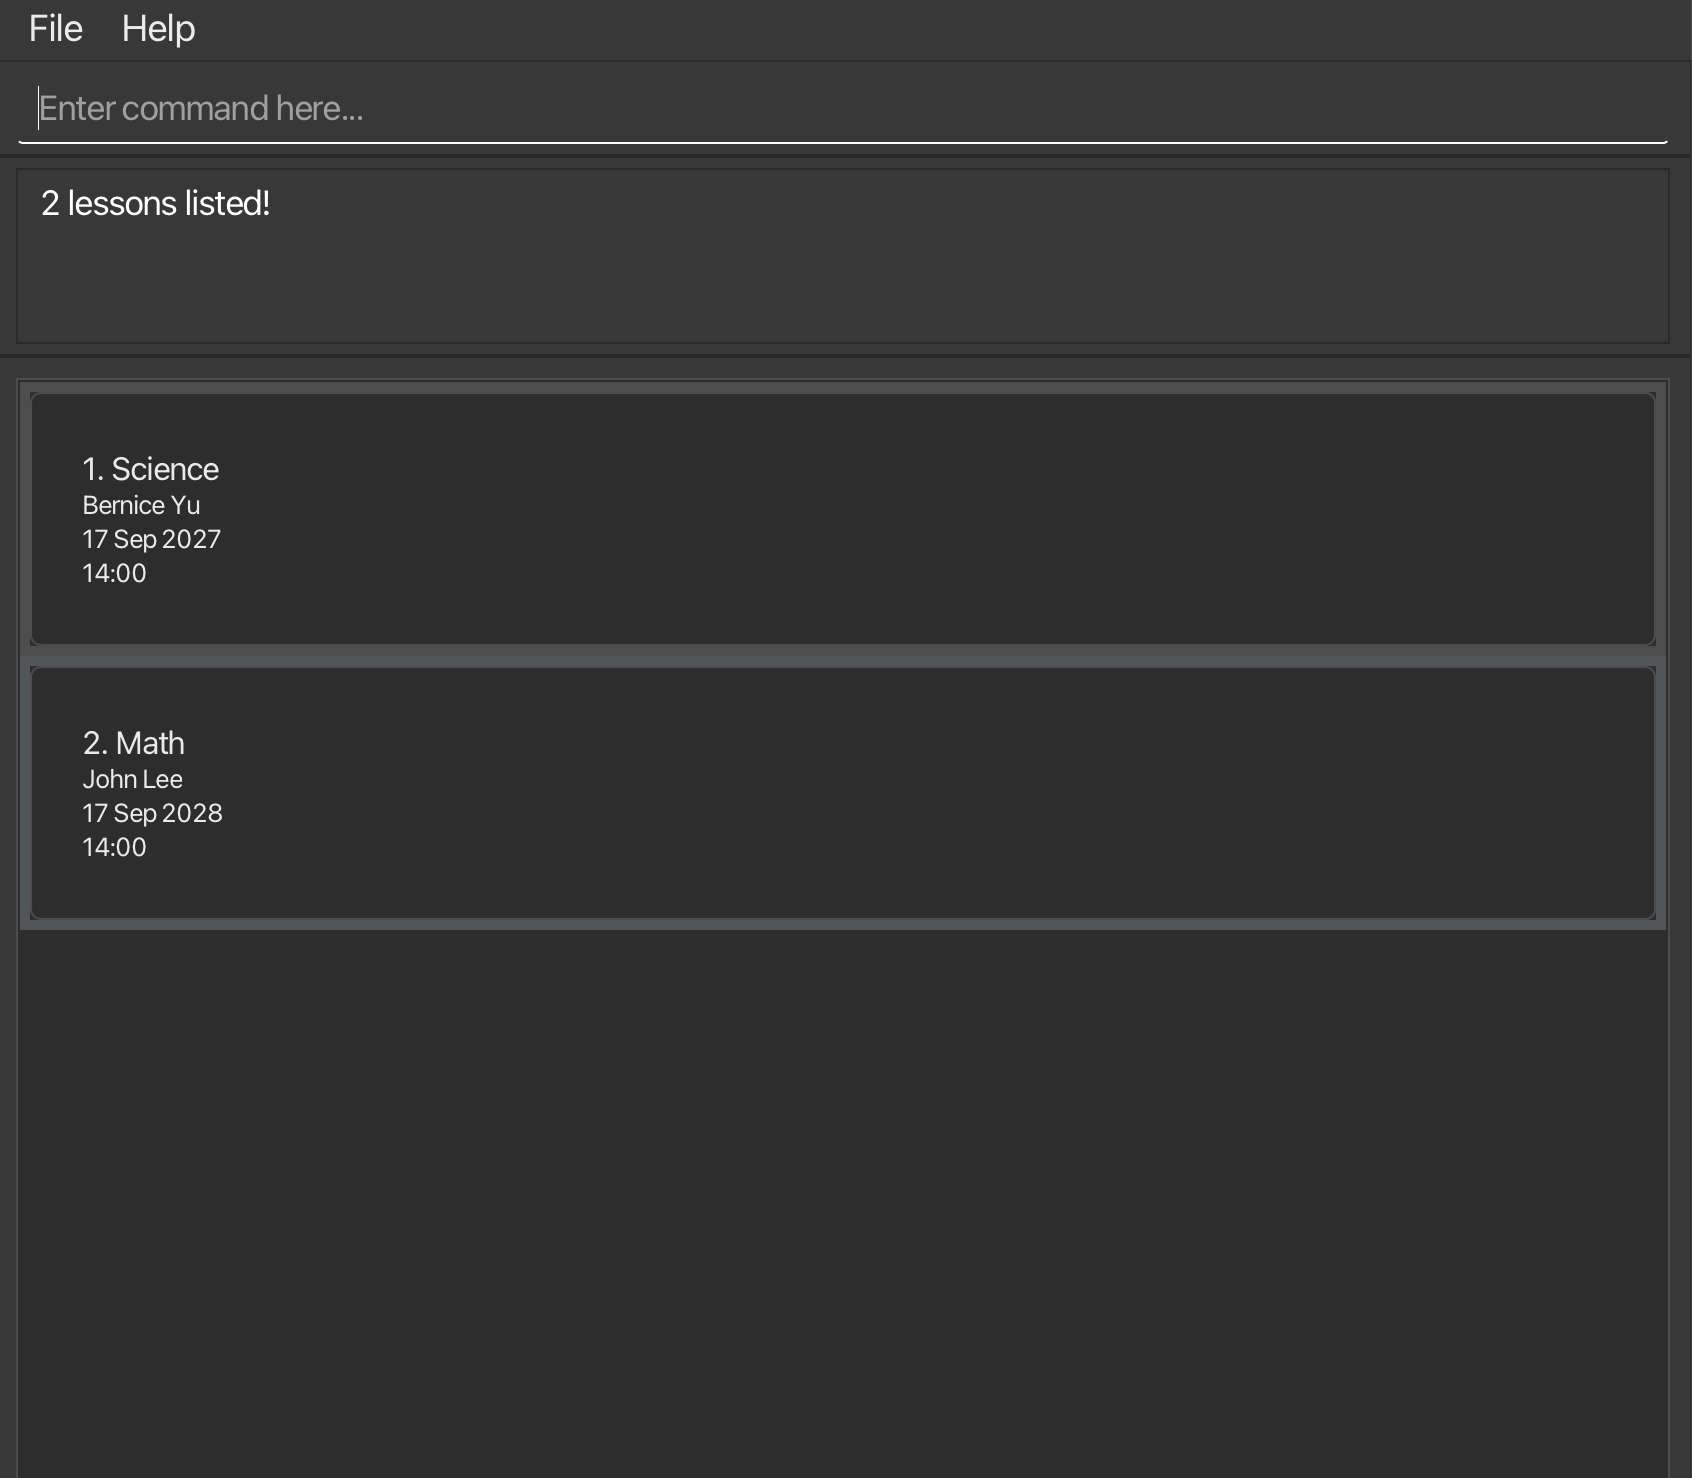 File Help
Enter command here...
2 lessons listed!
1. Science
Bernice Yu
17 Sep 2027
14:00
2. Math
John Lee
17 Sep 2028
14:00